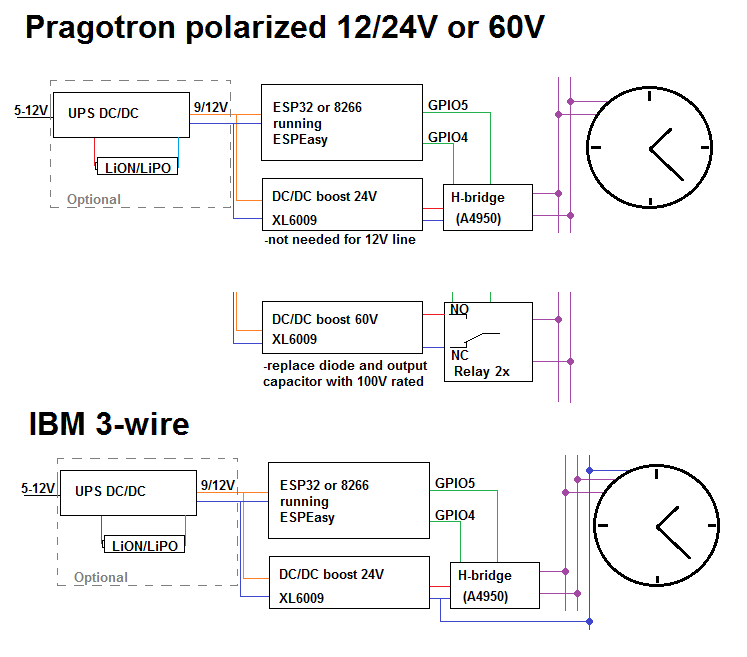 Pragotron polarized 12/24V or 60V
5-12V
UPS DC/DC
9/12V
LiON/LiPO
Optional
ESP32 or 8266
running
ESPEasy
GPIO5
GPIO4
DC/DC boost 24V
XL6009
-not needed for 12V line
H-bridge
(A4950)
DC/DC boost 60V
XL6009
-replace diode and output
capacitor with 100V rated
NO
NC
Relay 2x
IBM 3-wire
5-12V
UPS DC/DC
9/12V
LiON/LiPO
Optional
ESP32 or 8266
running
ESPEasy
GPIO5
GPIO4
DC/DC boost 24V
XL6009
H-bridge
(A4950)